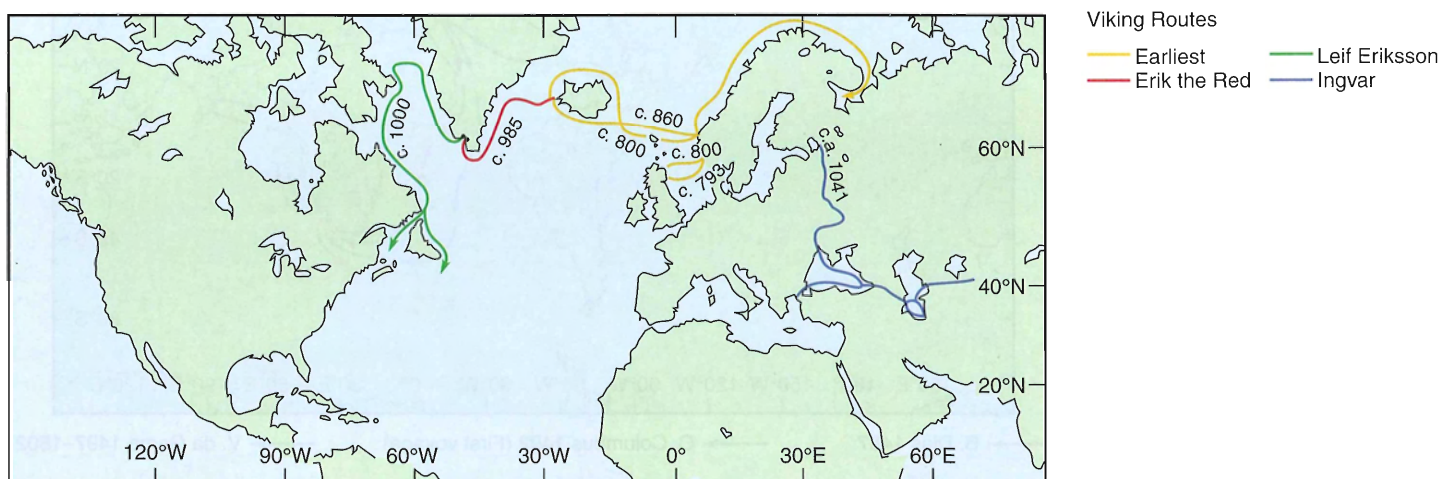 Viking Routes
Earliest
Erik the Red
Leif Eriksson
Ingvar
c. 1000
c. 985
c. 860
c. 800
c. 800
c. 793
c.a. 1041
60°N
40°N
20°N
120°W
90°W
60°W
30°W
0°
30°E
60°E